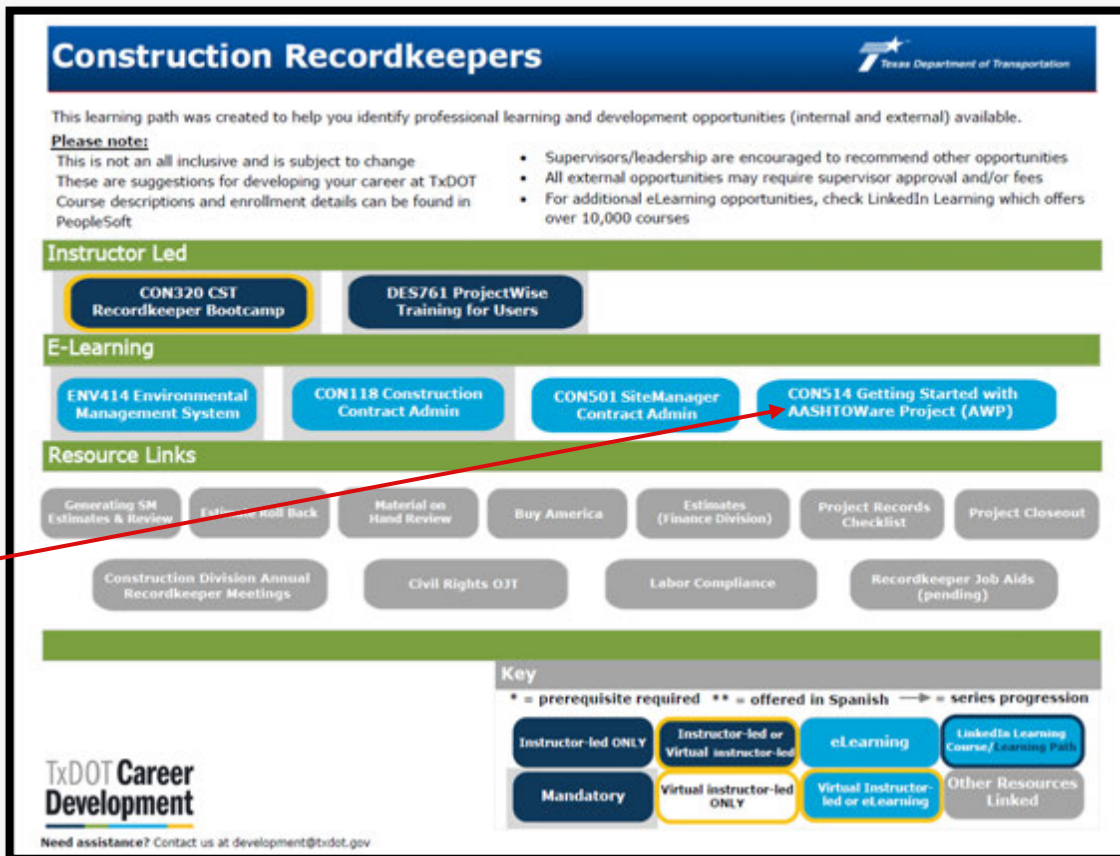 Construction Recordkeepers
Texas Department of Transportation
This learning path was created to help you identify professional learning and development opportunities (internal and external) available.
Please note:
This is not an all inclusive and is subject to change
These are suggestions for developing your career at TxDOT
Course descriptions and enrollment details can be found in
PeopleSoft
• Supervisors/leadership are encouraged to recommend other opportunities
• All external opportunities may require supervisor approval and/or fees
• For additional eLearning opportunities, check LinkedIn Learning which offers
over 10,000 courses
Instructor Led
CON320 CST
Recordkeeper Bootcamp
DES761 ProjectWise
Training for Users
E-Learning
ENV414 Environmental
Management System
CON118 Construction
Contract Admin
CON501 SiteManager
Contract Admin
CON514 Getting Started with
AASHTOWare Project (AWP)
Resource Links
Generating SM
Estimates & Review
Estimate Roll Back
Material on
Hand Review
Buy America
Estimates
(Finance Division)
Project Records
Checklist
Project Closeout
Construction Division Annual
Recordkeeper Meetings
Civil Rights OJT
Labor Compliance
Recordkeeper Job Aids
(pending)
Key
* = prerequisite required ** = offered in Spanish = series progression
Instructor-led ONLY
Instructor-led or
Virtual instructor-led
eLearning
LinkedIn Learning
Course/Learning Path
Mandatory
Virtual instructor-led
ONLY
Virtual Instructor-
led or eLearning
Other Resources
Linked
TxDOT Career
Development
Need assistance? Contact us at development@txdot.gov